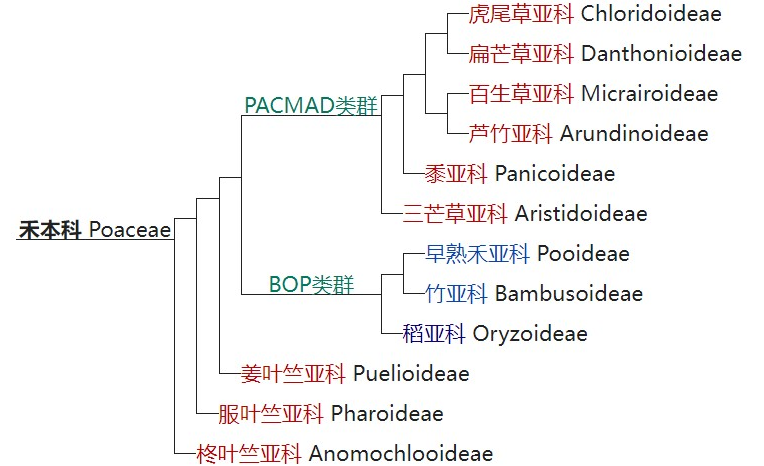 虎尾草亚科 Chloridoideae
扁芒草亚科 Danthonioideae
百生草亚科 Micrairoideae
PACMAD类群
芦竹亚科 Arundinoideae
黍亚科 Panicoideae
三芒草亚科 Aristidoideae
禾本科 Poaceae
早熟禾亚科 Pooideae
BOP类群
竹亚科 Bambusoideae
稻亚科 Oryzoideae
姜叶竺亚科 Puelioideae
服叶竺亚科 Pharoideae
柊叶竺亚科 Anomochlooideae